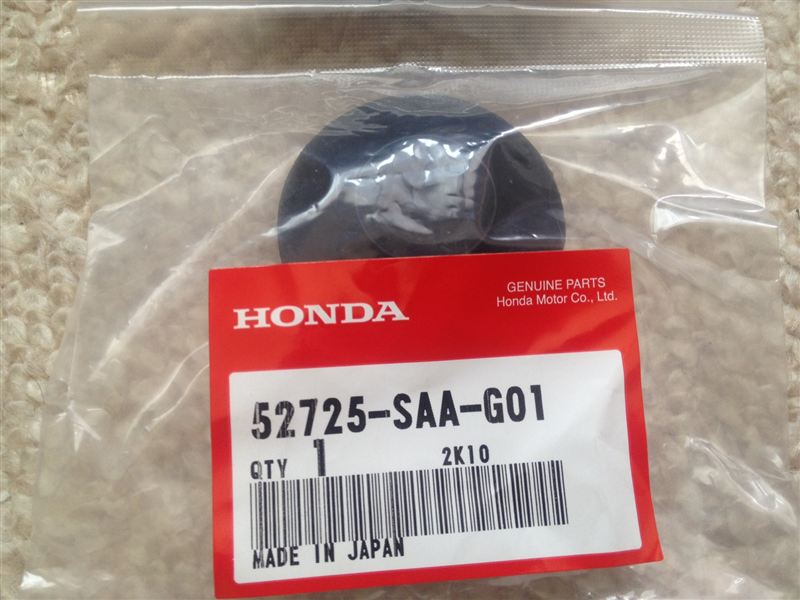 GENUINE PARTS
HONDA Honda Motor Co., Ltd.
52725-SAA-G01
QTY 1 2K10
MADE IN JAPAN